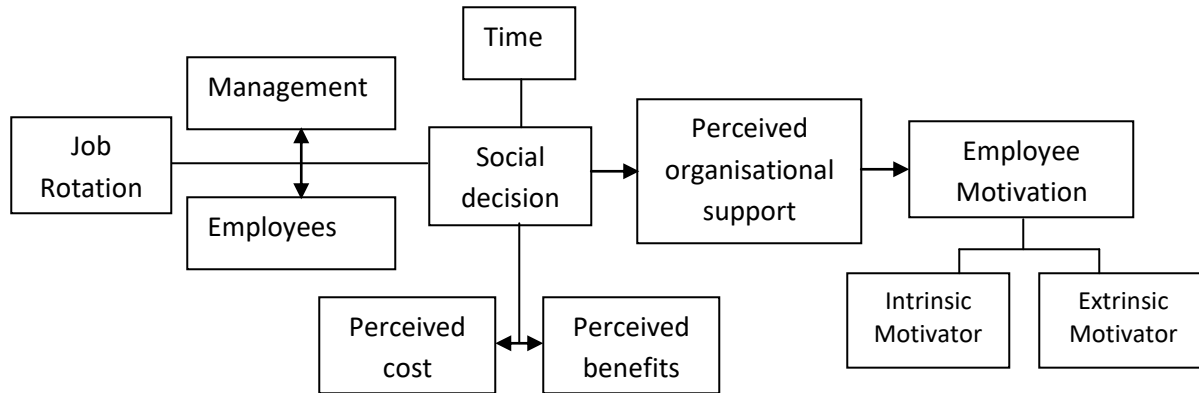 Time
Management
Job
Rotation
Social
decision
Perceived
organisational
support
Employee
Motivation
Employees
Perceived
cost
Perceived
benefits
Intrinsic
Motivator
Extrinsic
Motivator